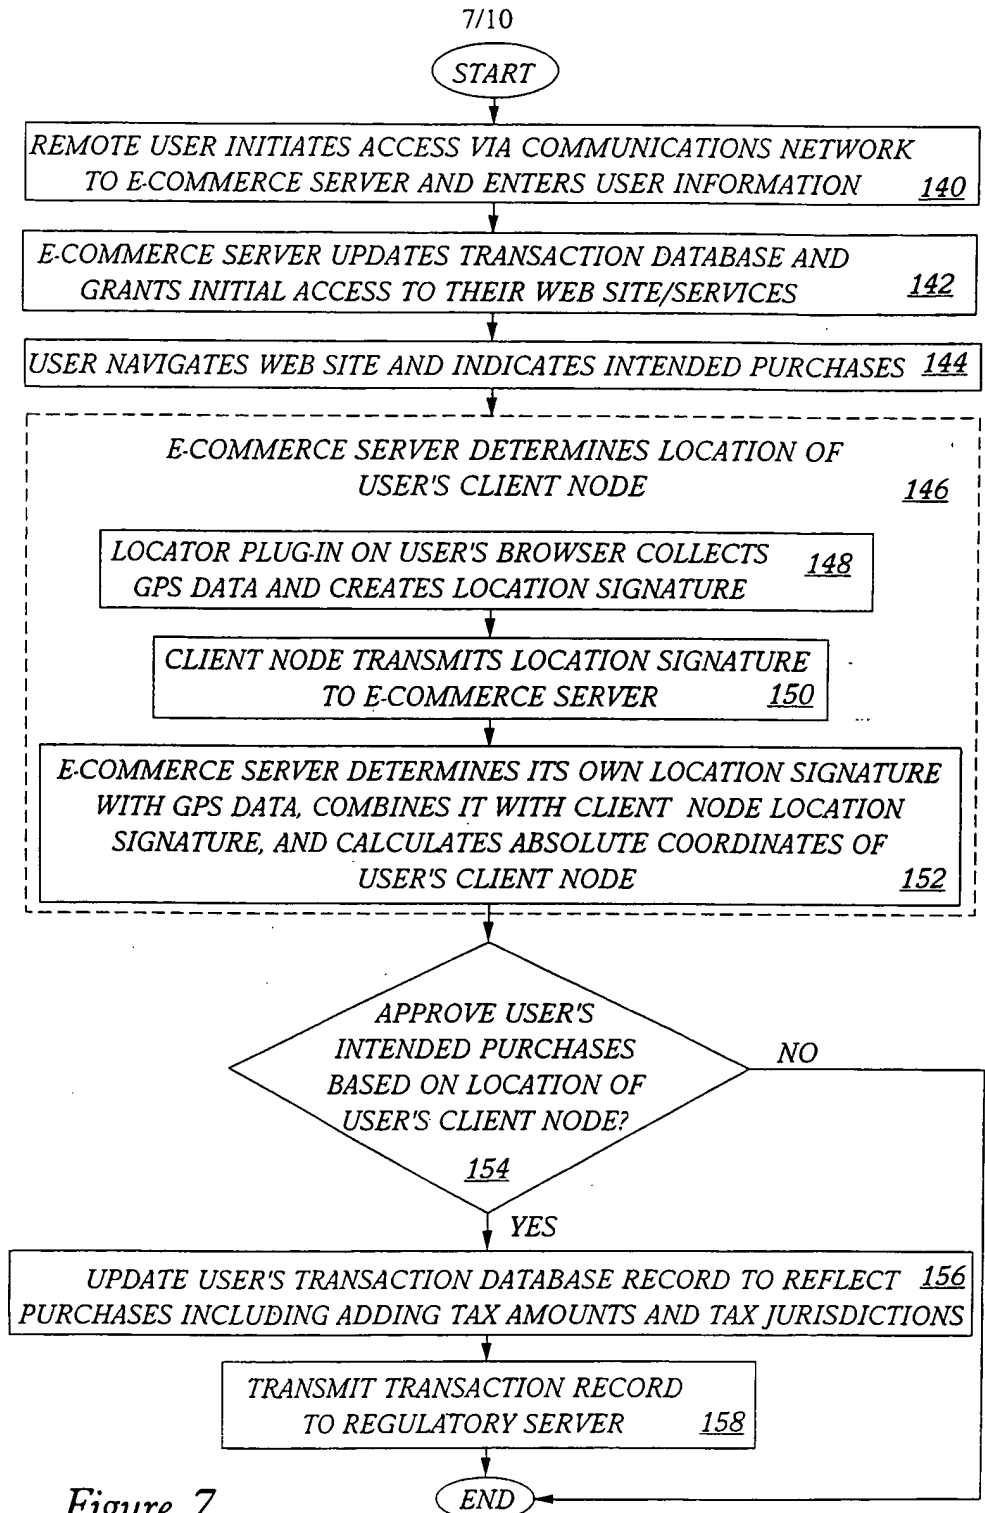 7/10
START
REMOTE USER INITIATES ACCESS VIA COMMUNICATIONS NETWORK
TO E-COMMERCE SERVER AND ENTERS USER INFORMATION 140
E-COMMERCE SERVER UPDATES TRANSACTION DATABASE AND
GRANTS INITIAL ACCESS TO THEIR WEB SITE/SERVICES 142
USER NAVIGATES WEB SITE AND INDICATES INTENDED PURCHASES 144
E-COMMERCE SERVER DETERMINES LOCATION OF
USER'S CLIENT NODE 146
LOCATOR PLUG-IN ON USER'S BROWSER COLLECTS 148
GPS DATA AND CREATES LOCATION SIGNATURE
CLIENT NODE TRANSMITS LOCATION SIGNATURE
TO E-COMMERCE SERVER 150
E-COMMERCE SERVER DETERMINES ITS OWN LOCATION SIGNATURE
WITH GPS DATA, COMBINES IT WITH CLIENT NODE LOCATION
SIGNATURE, AND CALCULATES ABSOLUTE COORDINATES OF
USER'S CLIENT NODE 152
APPROVE USER'S
INTENDED PURCHASES
BASED ON LOCATION OF
USER'S CLIENT NODE?
154
NO
YES
UPDATE USER'S TRANSACTION DATABASE RECORD TO REFLECT 156
PURCHASES INCLUDING ADDING TAX AMOUNTS AND TAX JURISDICTIONS
TRANSMIT TRANSACTION RECORD
TO REGULATORY SERVER 158
END
Figure 7